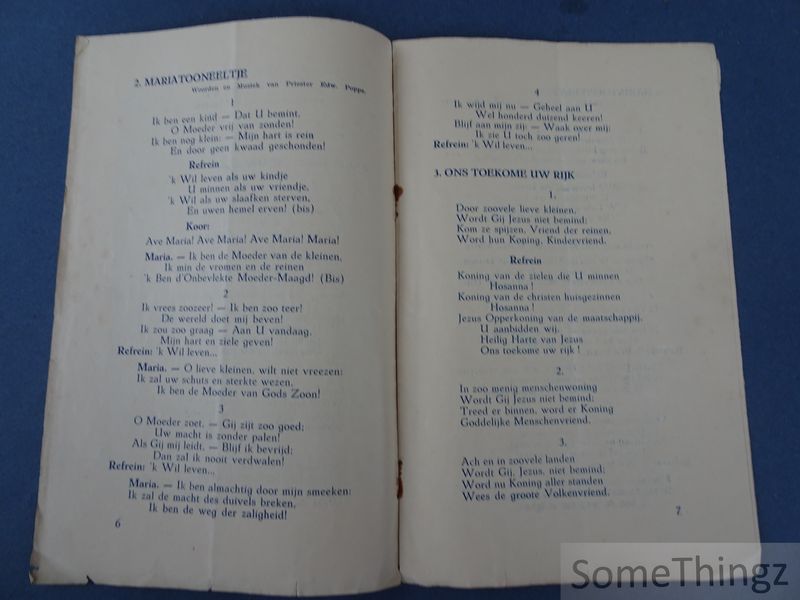 2. MARIATOONEELTJE
Woorden en Muziek van Priester Edw. Poppe.
1
Ik ben een kind — Dat U bemint,
O Moeder vrij van zonden!
Ik ben nog klein: — Mijn hart is rein
En door geen kwaad geschonden!
Refrein
'k Wil leven als uw kindje
U minnen als uw vriendje,
'k Wil als uw slaafken sterven,
En uwen hemel erven! (bis)
Koor:
Ave Maria! Ave Maria! Ave Maria! Maria!
Maria. — Ik ben de Moeder van de kleinen,
Ik min de vromen en de reinen
'k Ben d'Onbevlekte Moeder-Maagd! (Bis)
2
Ik vrees zoozeer! — Ik ben zoo teer!
De wereld doet mij beven!
Ik zou zoo graag — Aan U vandaag,
Mijn hart en ziele geven!
Refrein: 'k Wil leven...
Maria. — O lieve kleinen, wilt niet vreezen:
Ik zal uw schuts en sterkte wezen,
Ik ben de Moeder van Gods Zoon!
3
O Moeder zoet, — Gij zijt zoo goed;
Uw macht is zonder palen!
Als Gij mij leidt, — Blijf ik bevrijd;
Dan zal ik nooit verdwalen!
Refrein: 'k Wil leven...
Maria. — Ik ben almachtig door mijn smeeken:
Ik zal de macht des duivels breken,
Ik ben de weg der zaligheid!
6
4
Ik wijd mij nu — Geheel aan U
Wel honderd duizend keeren!
Blijf aan mijn zij: — Waak over mij:
Ik zie U toch zoo geren!
Refrein: 'k Wil leven...
3. ONS TOEKOME UW RIJK
1.
Door zoovele lieve kleinen,
Wordt Gij Jezus niet bemind;
Kom ze spijzen, Vriend der reinen,
Word hun Koning, Kindervriend.
Refrein
Koning van de zielen die U minnen
Hosanna!
Koning van de christen huisgezinnen
Hosanna!
Jezus Opperkoning van de maatschappij,
U aanbidden wij,
Heilig Harte van Jezus
Ons toekome uw rijk!
2.
In zoo menig menschenwoning
Wordt Gij Jezus niet bemind;
Treed er binnen, word er Koning
Goddelijke Menschenvriend.
3.
Ach en in zoovele landen
Wordt Gij, Jezus, niet bemind;
Word nu Koning aller standen
Wees de groote Volkenvriend.
7
SomeThingz